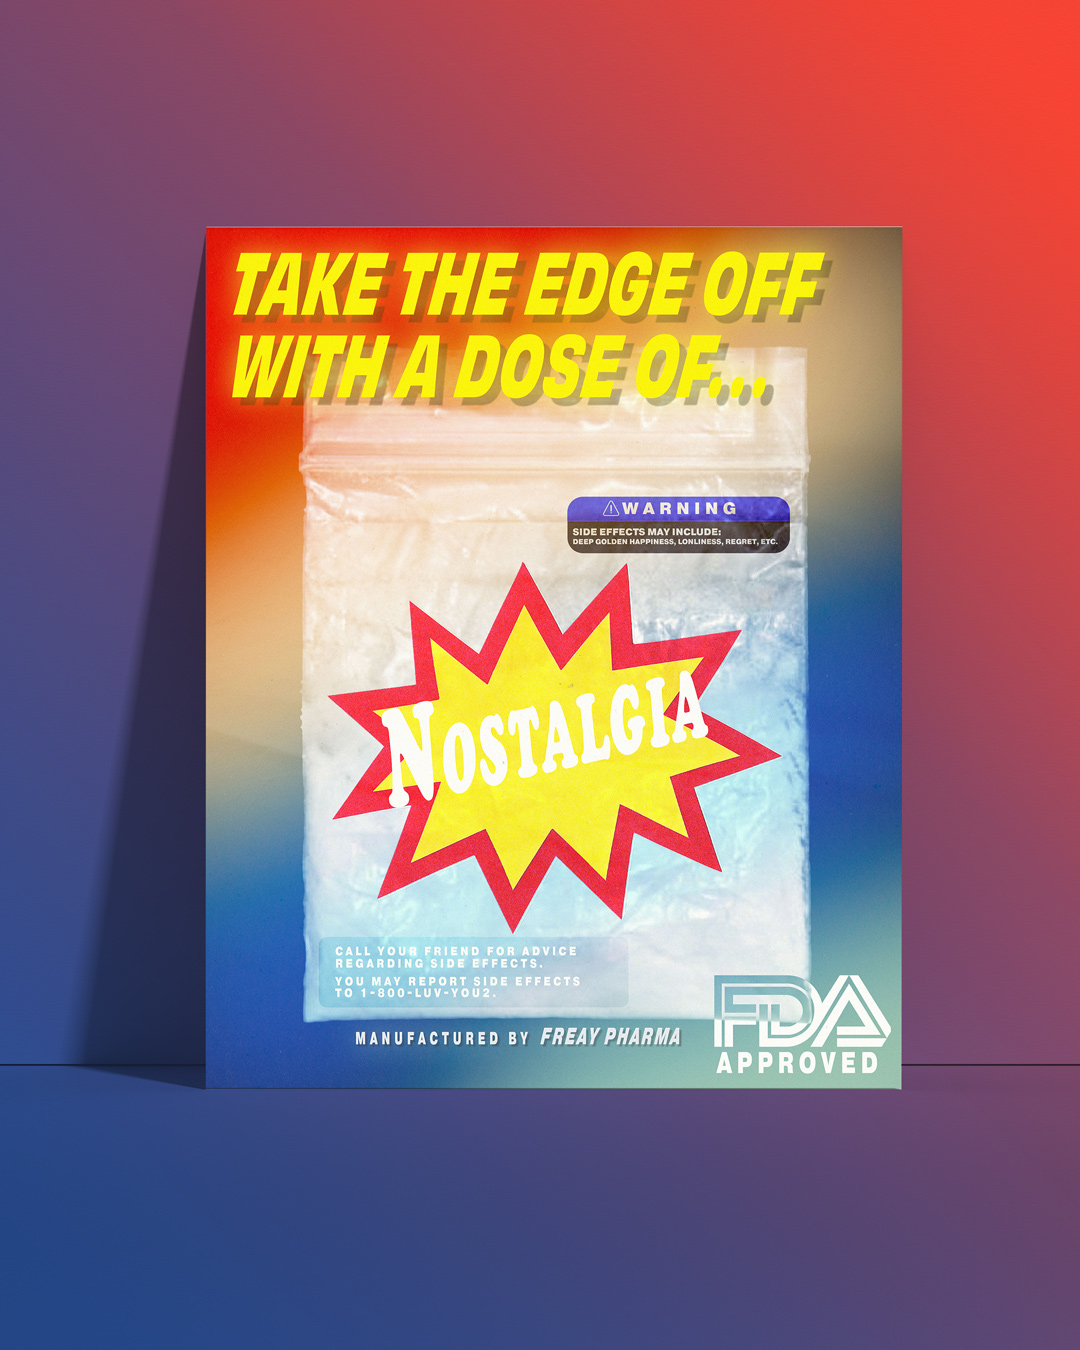 TAKE THE EDGE OFF
WITH A DOSE OF...
WARNING
SIDE EFFECTS MAY INCLUDE:
DEEP GOLDEN HAPPINESS, LONLINESS, REGRET, ETC.
NOSTALGIA
CALL YOUR FRIEND FOR ADVICE
REGARDING SIDE EFFECTS.
YOU MAY REPORT SIDE EFFECTS
TO 1-800-LUV-YOU2.
MANUFACTURED BY FREAY PHARMA
FDA
APPROVED